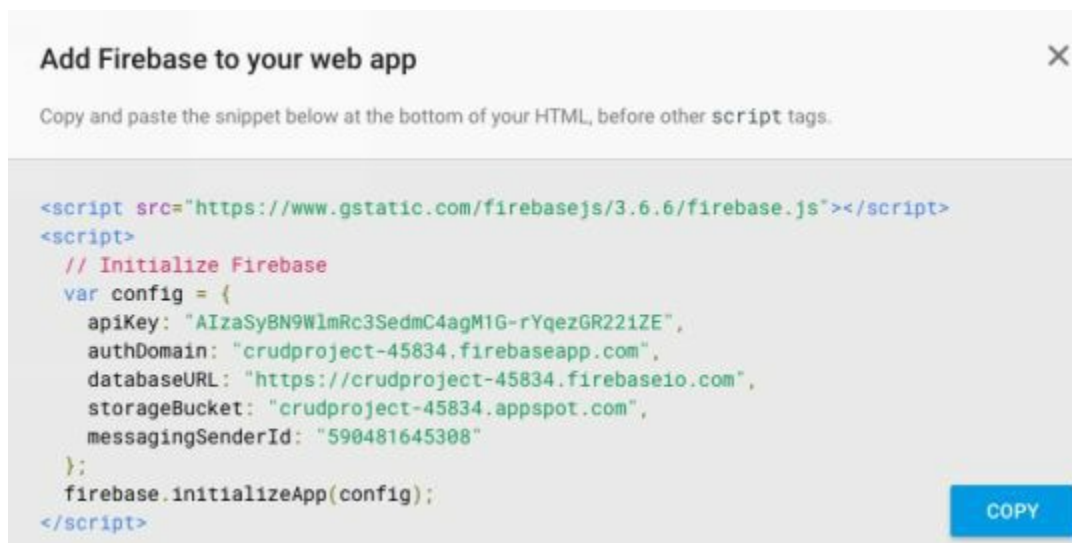 Add Firebase to your web app
Copy and paste the snippet below at the bottom of your HTML, before other script tags.
<script src="https://www.gstatic.com/firebasejs/3.6.6/firebase.js"></script>
<script>
// Initialize Firebase
var config = {
apiKey: "AIzaSyBN9WlmRc3SedmC4agM1G-rYqezGR22iZE",
authDomain: "crudproject-45834.firebaseapp.com",
databaseURL: "https://crudproject-45834.firebaseio.com",
storageBucket: "crudproject-45834.appspot.com",
messagingSenderId: "590481645308"
};
firebase.initializeApp(config);
</script>
COPY